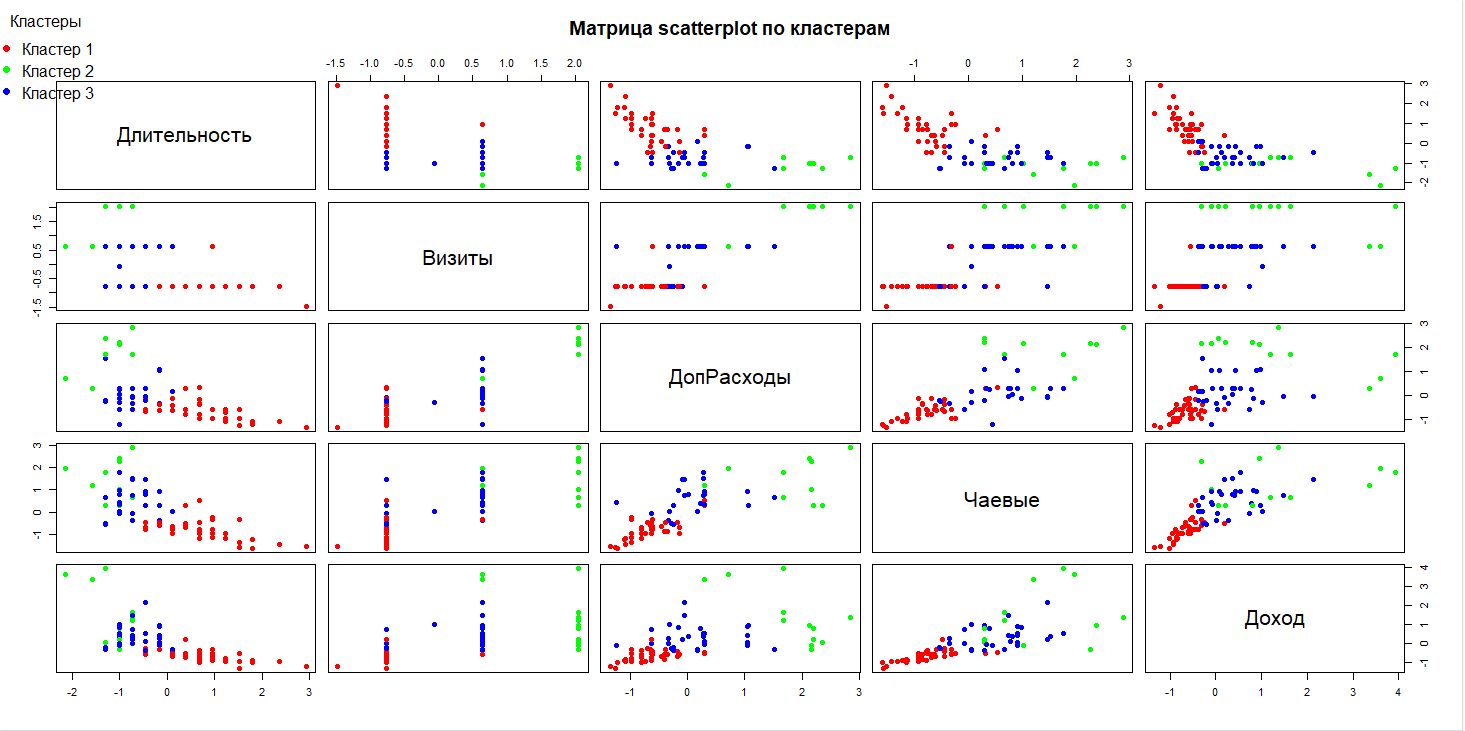 Матрица scatterplot по кластерам
Кластеры
Кластер 1
Кластер 2
Кластер 3
-1.5 -1.0 -0.5 0.0 0.5 1.0 1.5 2.0
-1 0 1 2 3
Длительность
-2 -1 0 1 2 3
-1.5 -0.5 0.5 1.5
Визиты
ДопРасходы
-1 0 1 2 3
-1 0 1 2 3
Чаевые
Доход
-1 0 1 2 3 4
-2 -1 0 1 2 3
-1 0 1 2 3
-1 0 1 2 3 4